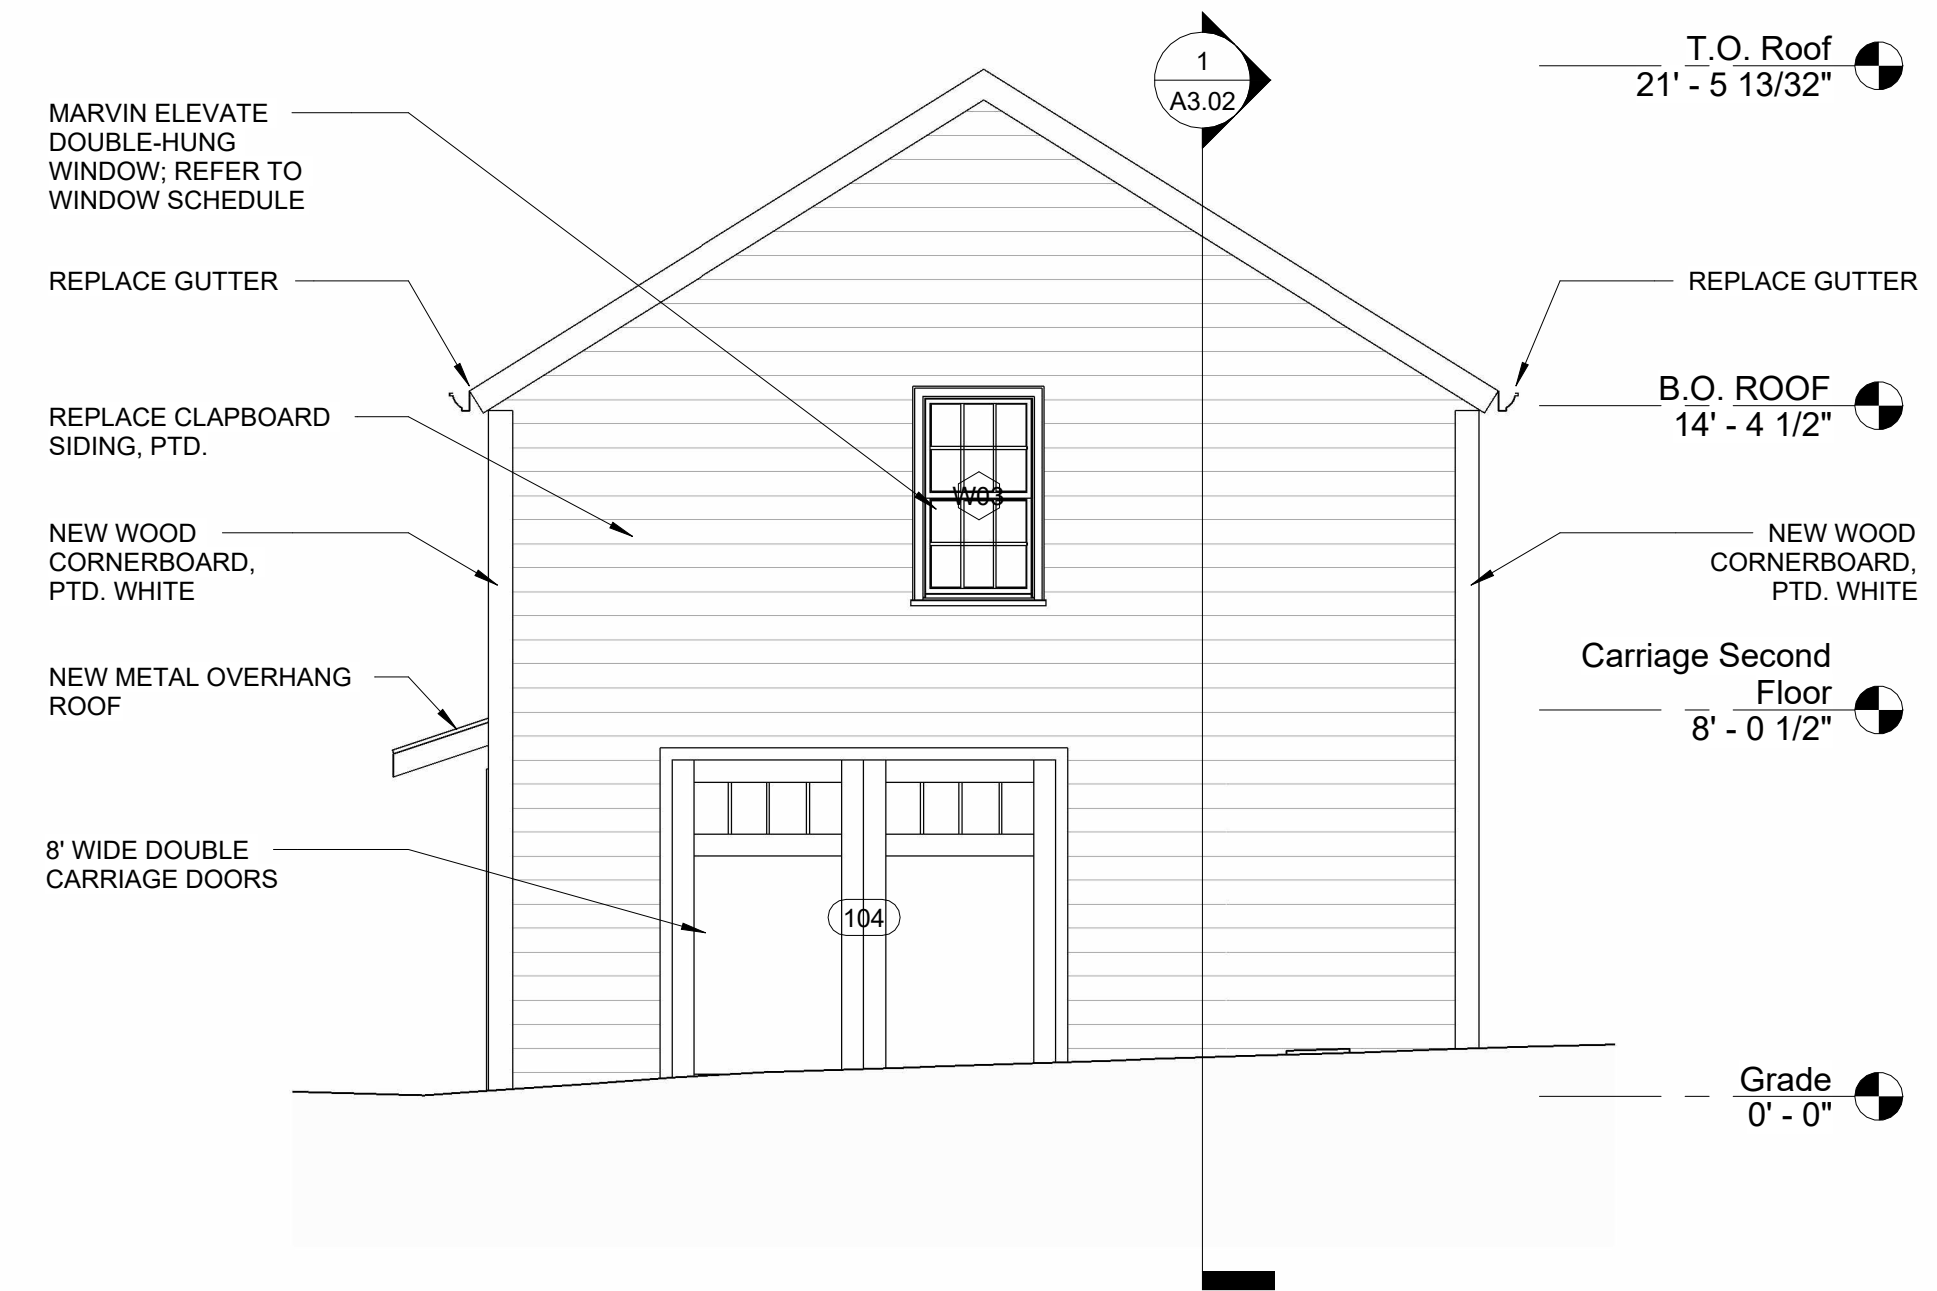 1
A3.02
T.O. Roof
21' - 5 13/32"
MARVIN ELEVATE
DOUBLE-HUNG
WINDOW; REFER TO
WINDOW SCHEDULE
REPLACE GUTTER
REPLACE GUTTER
B.O. ROOF
14' - 4 1/2"
REPLACE CLAPBOARD
SIDING, PTD.
W03
NEW WOOD
CORNERBOARD,
PTD. WHITE
NEW WOOD
CORNERBOARD,
PTD. WHITE
Carriage Second
Floor
8' - 0 1/2"
NEW METAL OVERHANG
ROOF
8' WIDE DOUBLE
CARRIAGE DOORS
104
Grade
0' - 0"